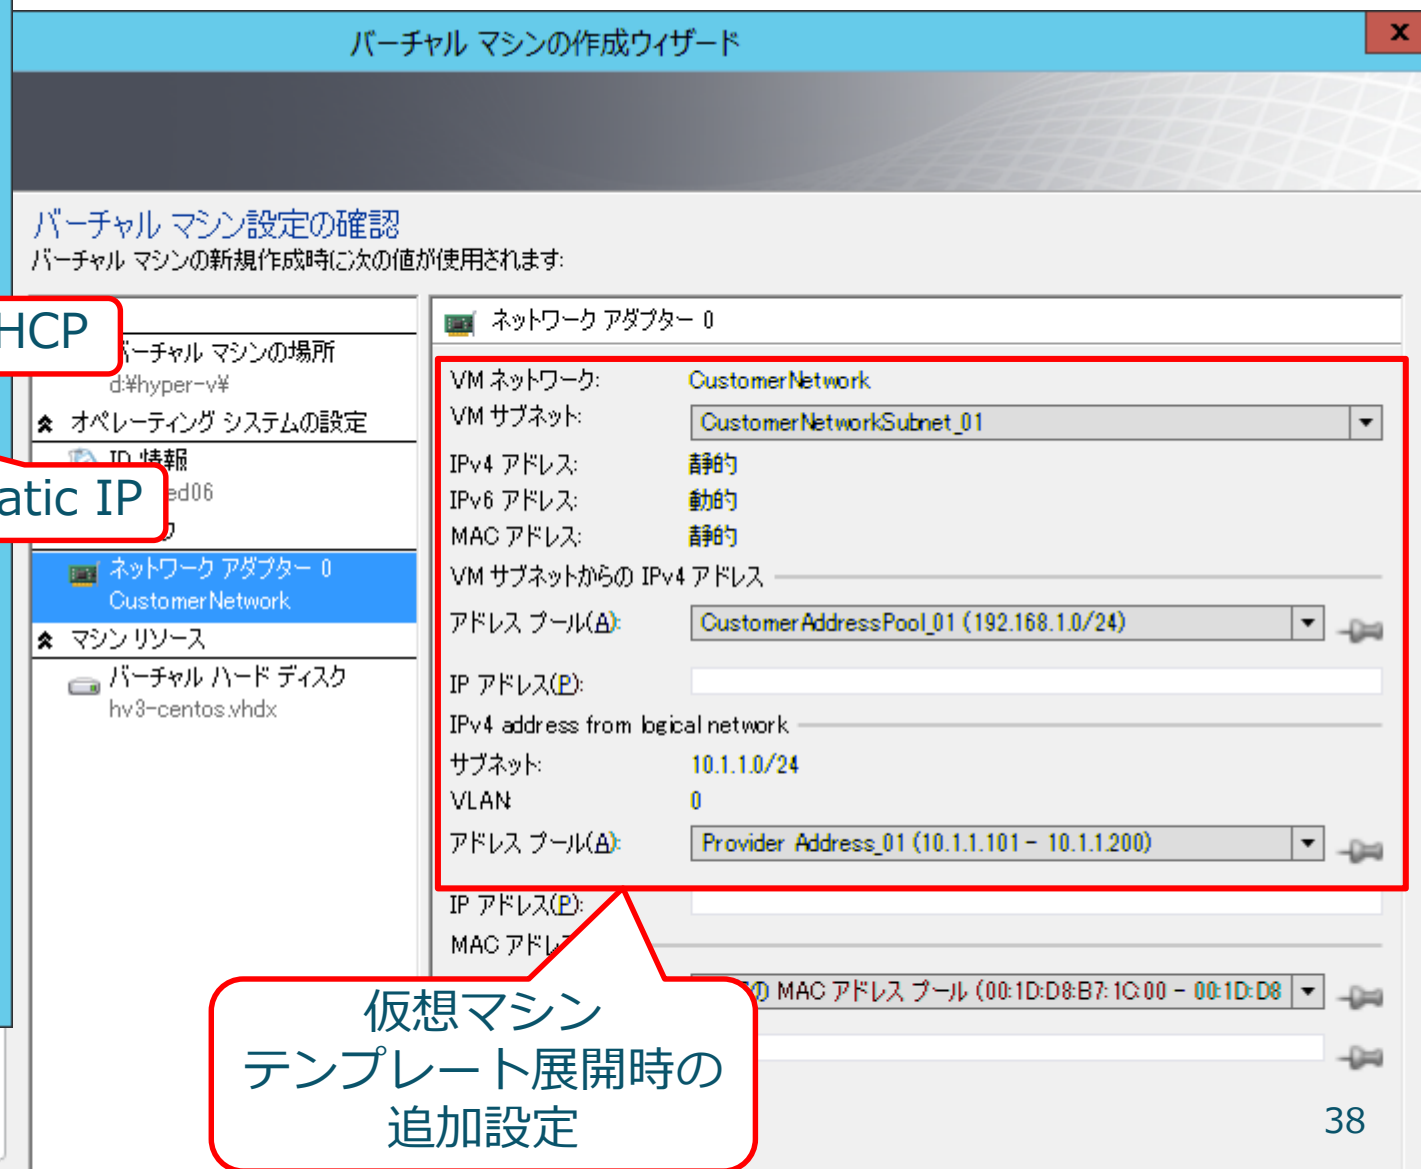 バーチャル マシンの作成ウィザード
x
バーチャル マシン設定の確認
バーチャル マシンの新規作成時に次の値が使用されます:
HCP
ーチャル マシンの場所
d:¥hyper-v¥
オペレーティング システムの設定
ID 情報
ed06
atic IP
ネットワーク アダプター 0
CustomerNetwork
マシン リソース
バーチャル ハード ディスク
hv3-centos.vhdx
ネットワーク アダプター 0
VM ネットワーク: CustomerNetwork
VM サブネット: CustomerNetworkSubnet_01
IPv4 アドレス: 静的
IPv6 アドレス: 動的
MAC アドレス: 静的
VM サブネットからの IPv4 アドレス
アドレス プール(A): CustomerAddressPool_01 (192.168.1.0/24)
IP アドレス(P):
IPv4 address from logical network
サブネット: 10.1.1.0/24
VLAN: 0
アドレス プール(A): Provider Address_01 (10.1.1.101 - 10.1.1.200)
IP アドレス(P):
MAC アドレ
の MAC アドレス プール (00:1D:D8:B7:1C:00 - 00:1D:D8
仮想マシン
テンプレート展開時の
追加設定
38